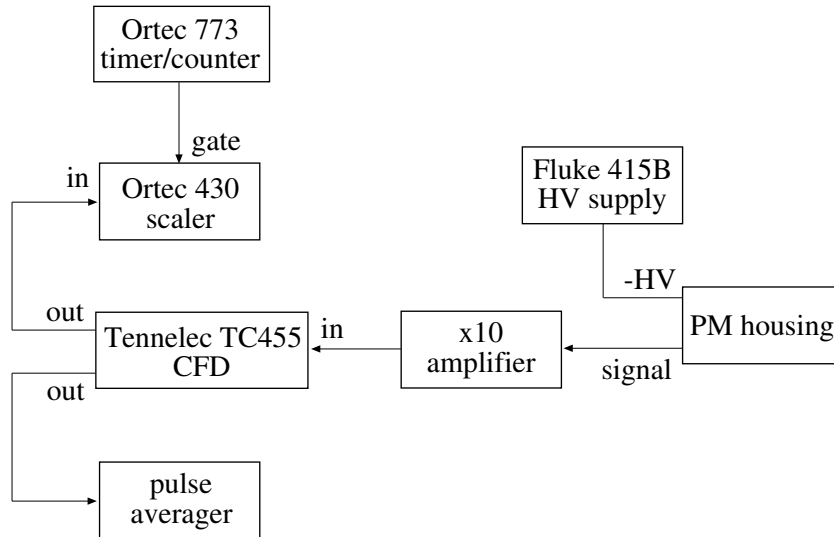 Ortec 773
timer/counter
gate
in
Ortec 430
scaler
Fluke 415B
HV supply
-HV
PM housing
out
Tennelec TC455
CFD
in
x10
amplifier
signal
out
pulse
averager